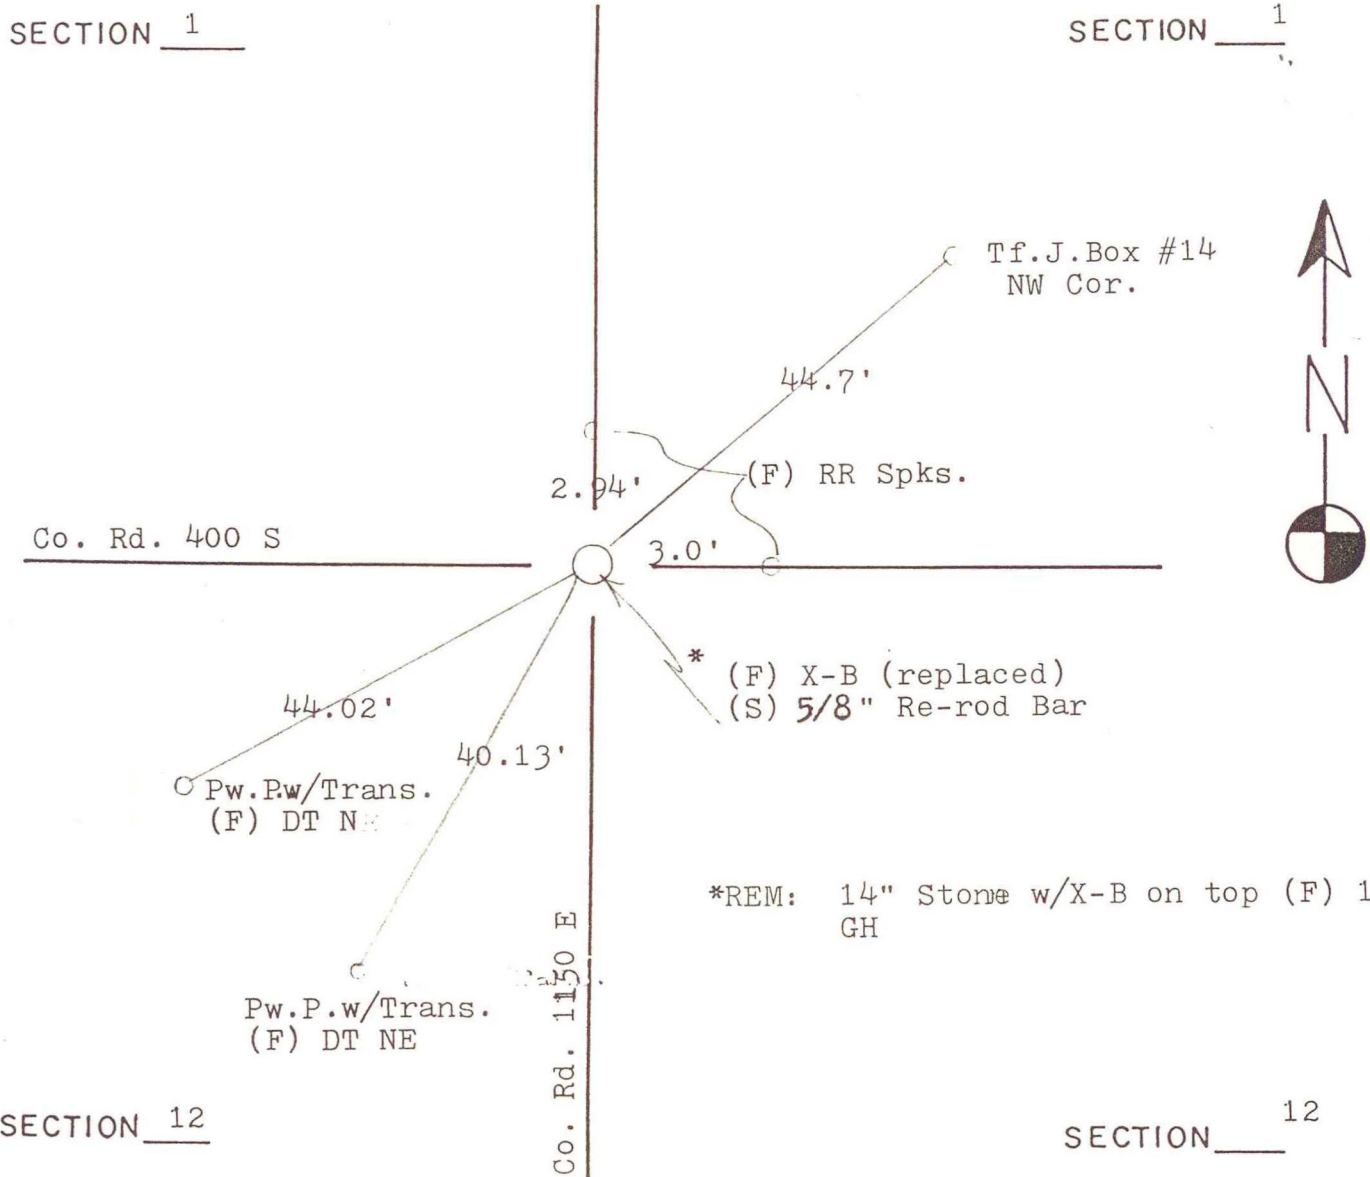 SECTION 1
SECTION 1
Tf.J.Box #14
NW Cor.
N
44.7'
(F) RR Spks.
2.94'
3.0'
Co. Rd. 400 S
* (F) X-B (replaced)
(S) 5/8" Re-rod Bar
44.02'
40.13'
Pw.P.w/Trans.
(F) DT NE
*REM: 14" Stone w/X-B on top (F) 1
GH
Pw.P.w/Trans.
(F) DT NE
Co. Rd. 1150 E
SECTION 12
SECTION 12